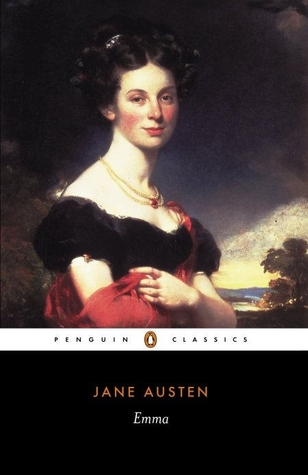 PENGUIN CLASSICS
JANE AUSTEN
Emma